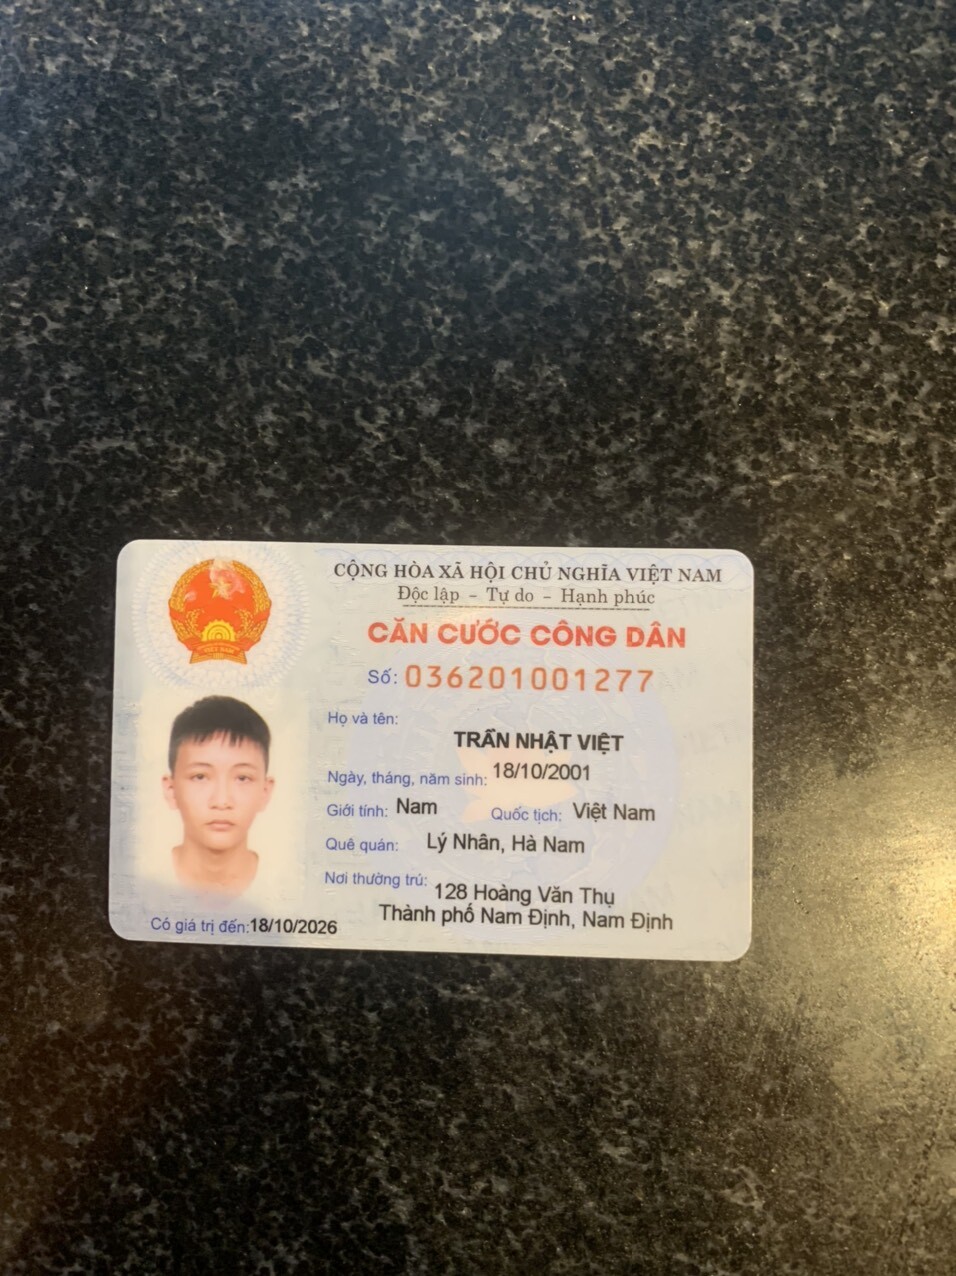 CỘNG HÒA XÃ HỘI CHỦ NGHĨA VIỆT NAM
Độc lập - Tự do - Hạnh phúc
CĂN CƯỚC CÔNG DÂN
Số: 036201001277
Họ và tên:
TRẦN NHẬT VIỆT
Ngày, tháng, năm sinh: 18/10/2001
Giới tính: Nam Quốc tịch: Việt Nam
Quê quán: Lý Nhân, Hà Nam
Nơi thường trú: 128 Hoàng Văn Thụ
Thành phố Nam Định, Nam Định
Có giá trị đến: 18/10/2026
VIỆT NAM